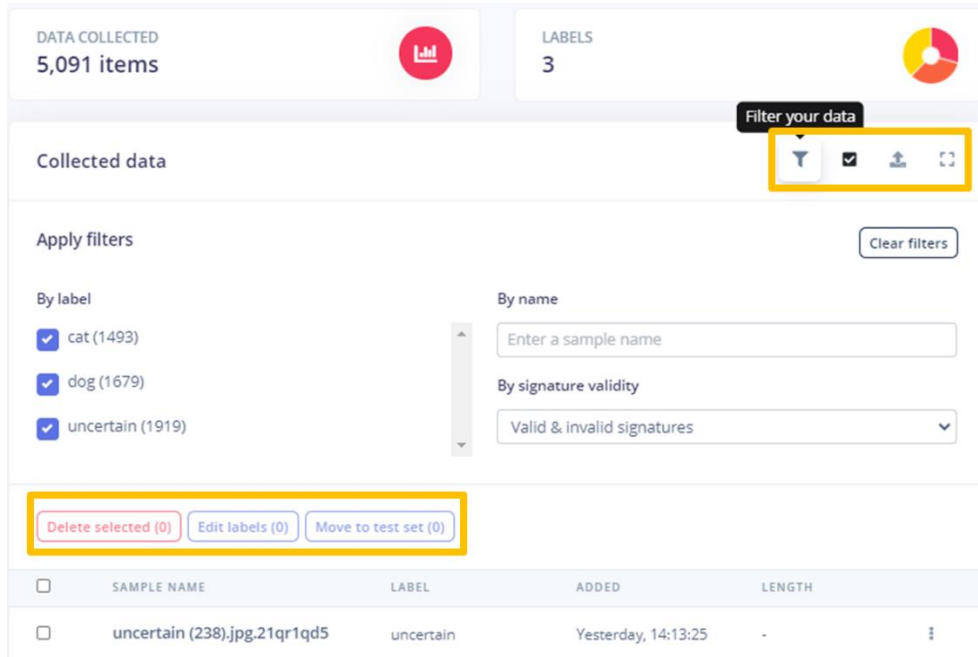 DATA COLLECTED
5,091 items
LABELS
3
Filter your data
Collected data
Apply filters
Clear filters
By label
cat (1493)
dog (1679)
uncertain (1919)
By name
Enter a sample name
By signature validity
Valid & invalid signatures
Delete selected (0) Edit labels (0) Move to test set (0)
SAMPLE NAME LABEL ADDED LENGTH
uncertain (238).jpg.21qr1qd5 uncertain Yesterday, 14:13:25 -